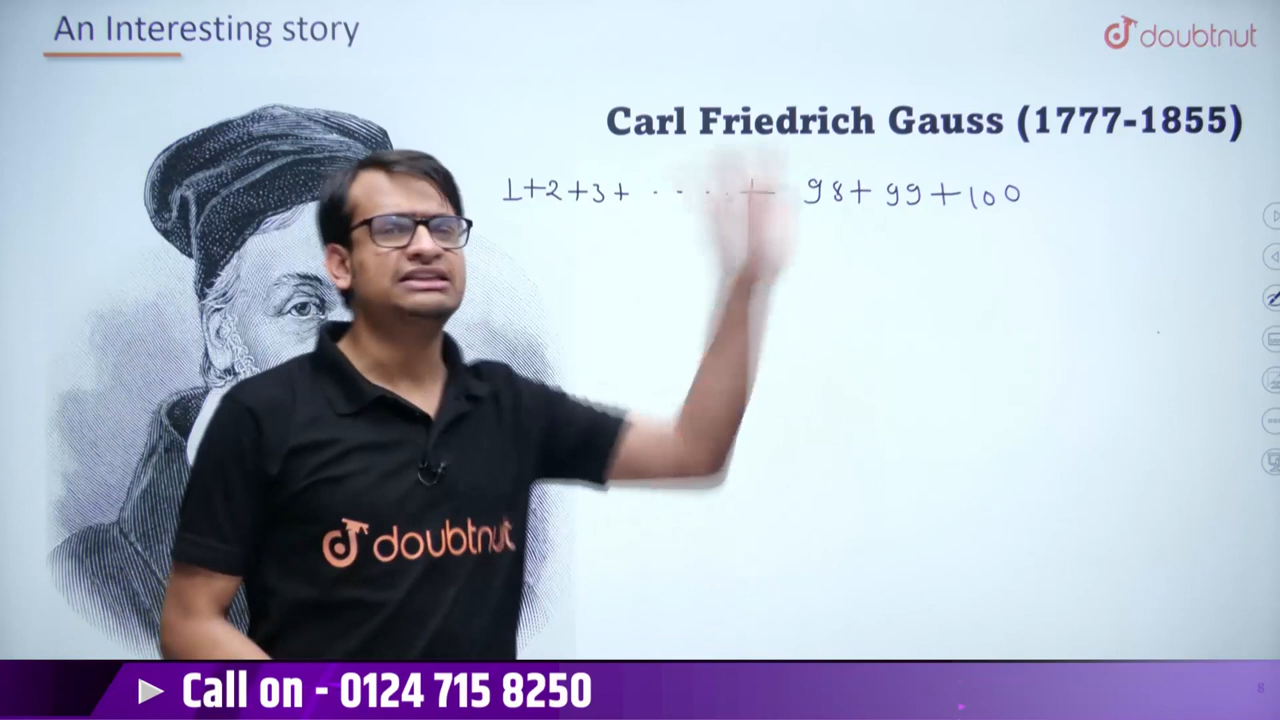 An Interesting story
doubtnut
Carl Friedrich Gauss (1777-1855)
1+2+3+ ....+ 98+99+100
doubtnut
Call on - 0124 715 8250
8